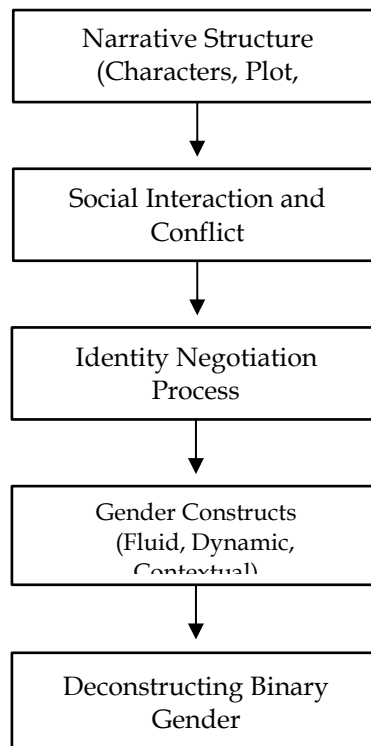 Narrative Structure
(Characters, Plot,
Social Interaction and
Conflict
Identity Negotiation
Process
Gender Constructs
(Fluid, Dynamic,
Contextual)
Deconstructing Binary
Gender